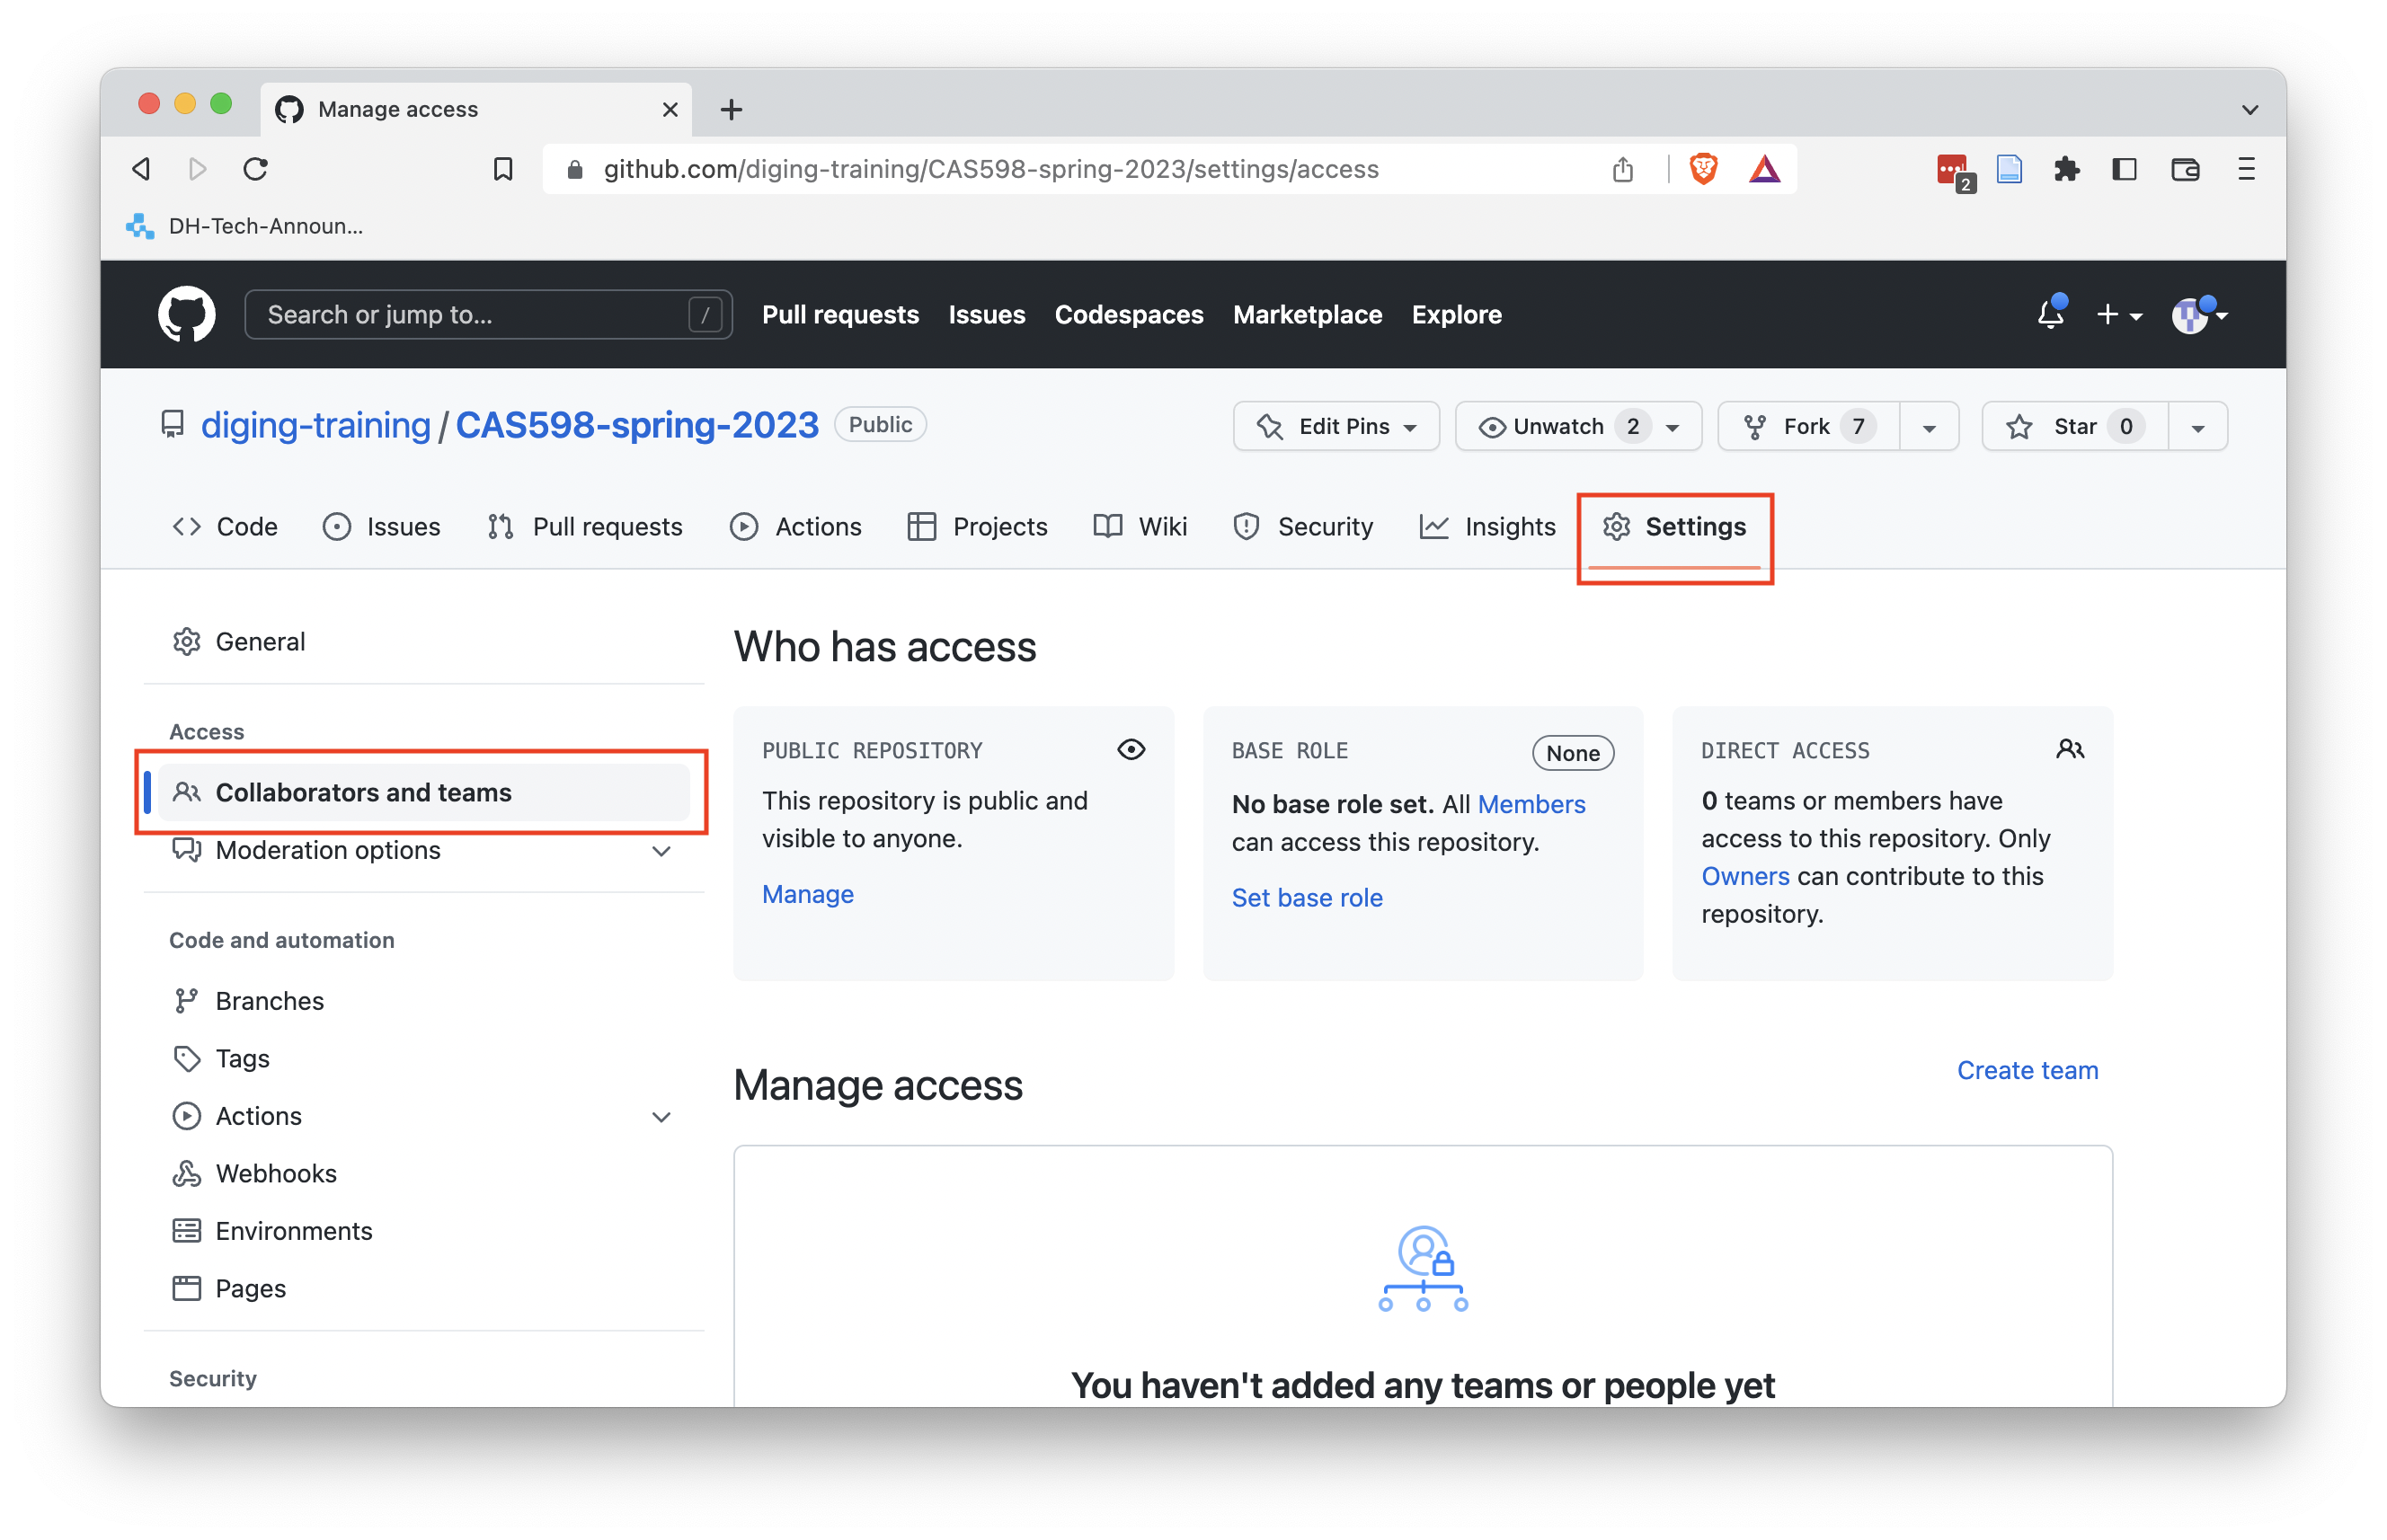 Manage access
github.com/diging-training/CAS598-spring-2023/settings/access
2
DH-Tech-Announ...
Search or jump to... /
Pull requests Issues Codespaces Marketplace Explore
diging-training / CAS598-spring-2023 Public
Edit Pins Unwatch 2 Fork 7 Star 0
Code Issues Pull requests Actions Projects Wiki Security Insights Settings
General
Access
Collaborators and teams
Moderation options
Code and automation
Branches
Tags
Actions
Webhooks
Environments
Pages
Security
Who has access
PUBLIC REPOSITORY
This repository is public and
visible to anyone.
Manage
BASE ROLE None
No base role set. All Members
can access this repository.
Set base role
DIRECT ACCESS
0 teams or members have
access to this repository. Only
Owners can contribute to this
repository.
Manage access
Create team
You haven't added any teams or people yet